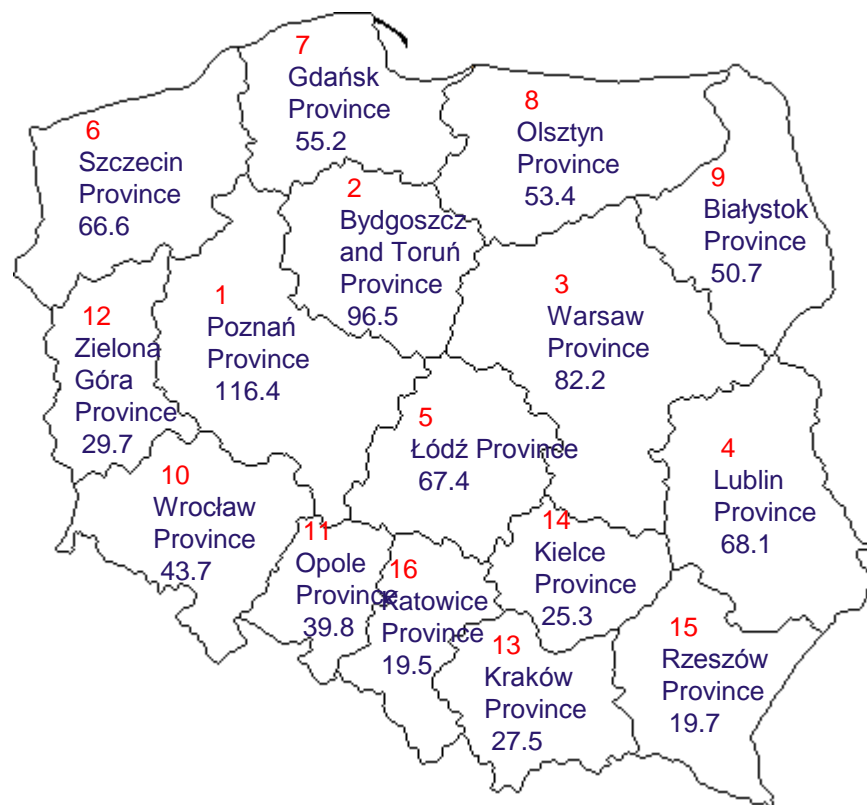 7
Gdańsk
Province
55.2
8
Olsztyn
Province
53.4
6
Szczecin
Province
66.6
2
Bydgoszcz
and Toruń
Province
96.5
9
Białystok
Province
50.7
1
Poznań
Province
116.4
3
Warsaw
Province
82.2
12
Zielona
Góra
Province
29.7
5
Łódź Province
67.4
4
Lublin
Province
68.1
10
Wrocław
Province
43.7
11
Opole
Province
39.8
16
Katowice
Province
19.5
14
Kielce
Province
25.3
13
Kraków
Province
27.5
15
Rzeszów
Province
19.7